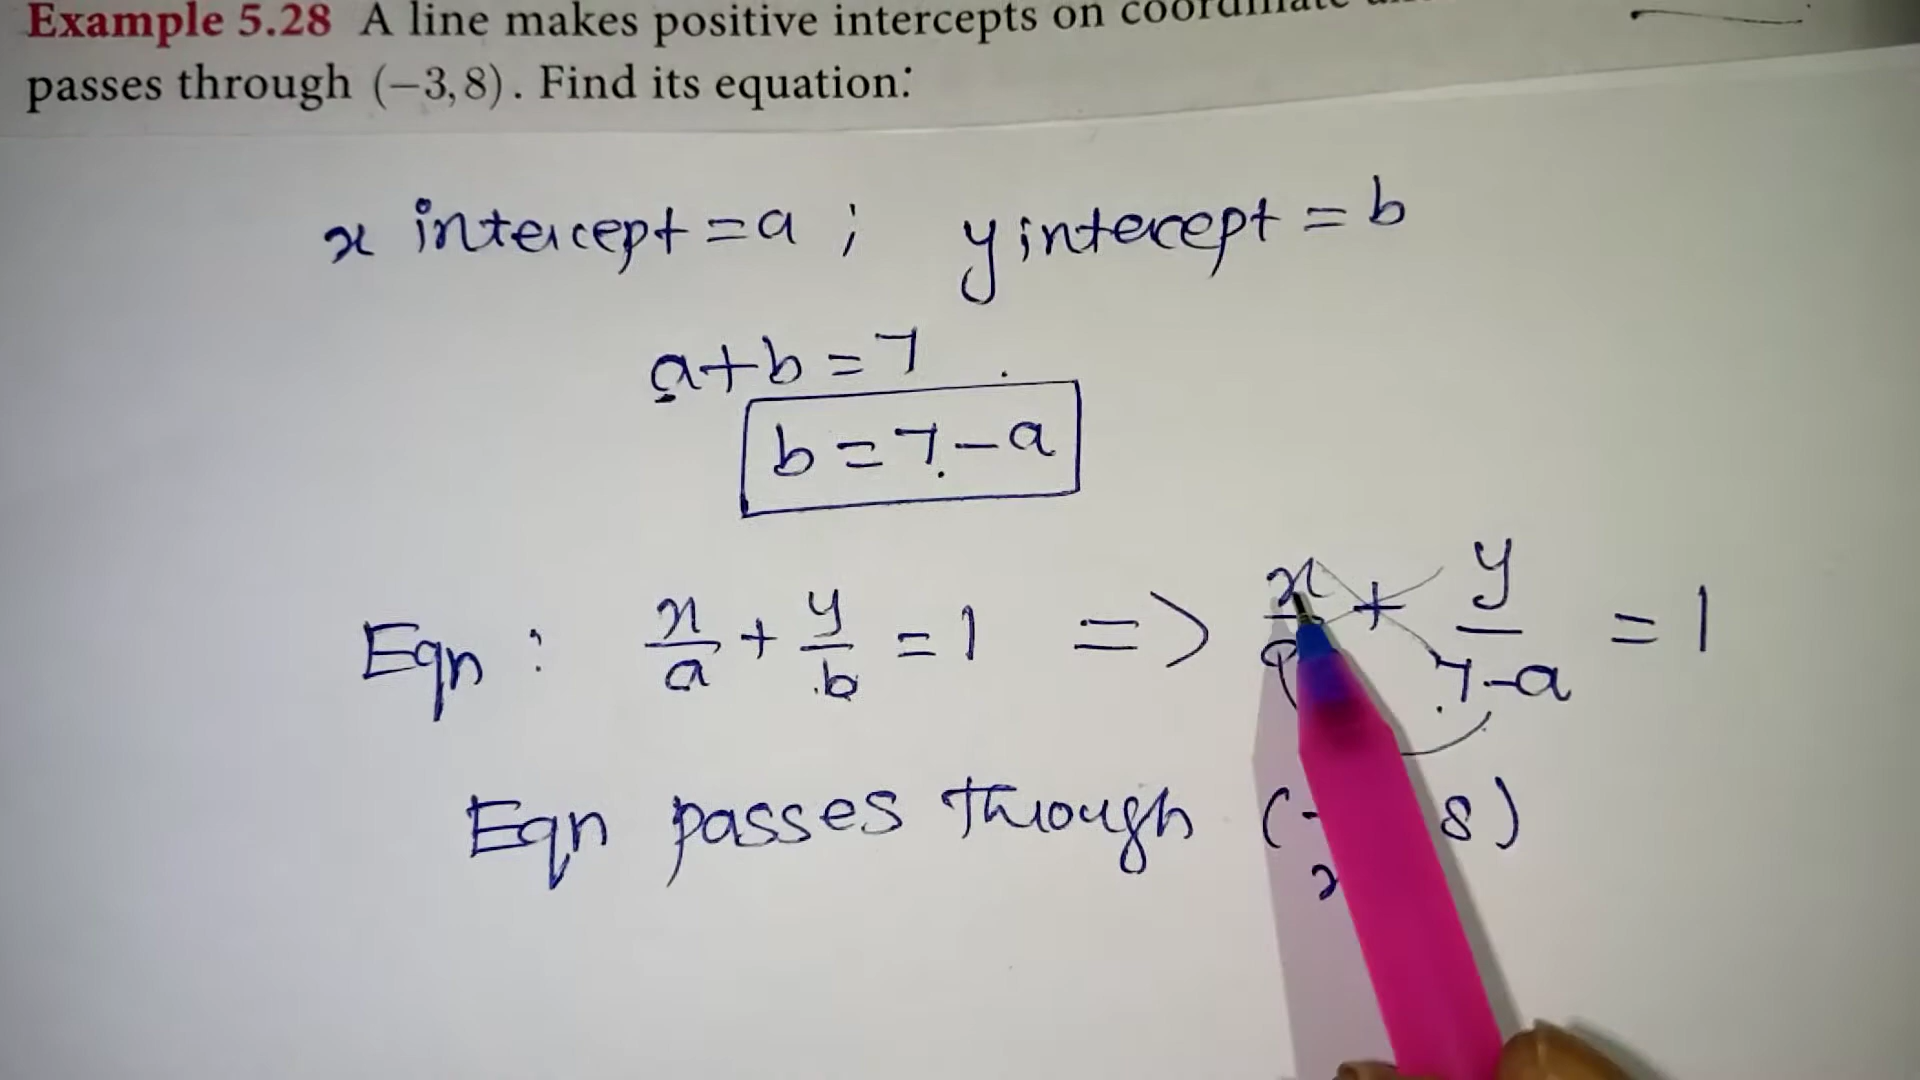 Example 5.28 A line makes positive intercepts on coordinate
passes through (−3,8). Find its equation.
x intercept = a ; y intercept = b
a+b = 7
b = 7-a
Eqn : x/a + y/b = 1 => x/ + y/7-a = 1
Eqn passes through (- 8)
x